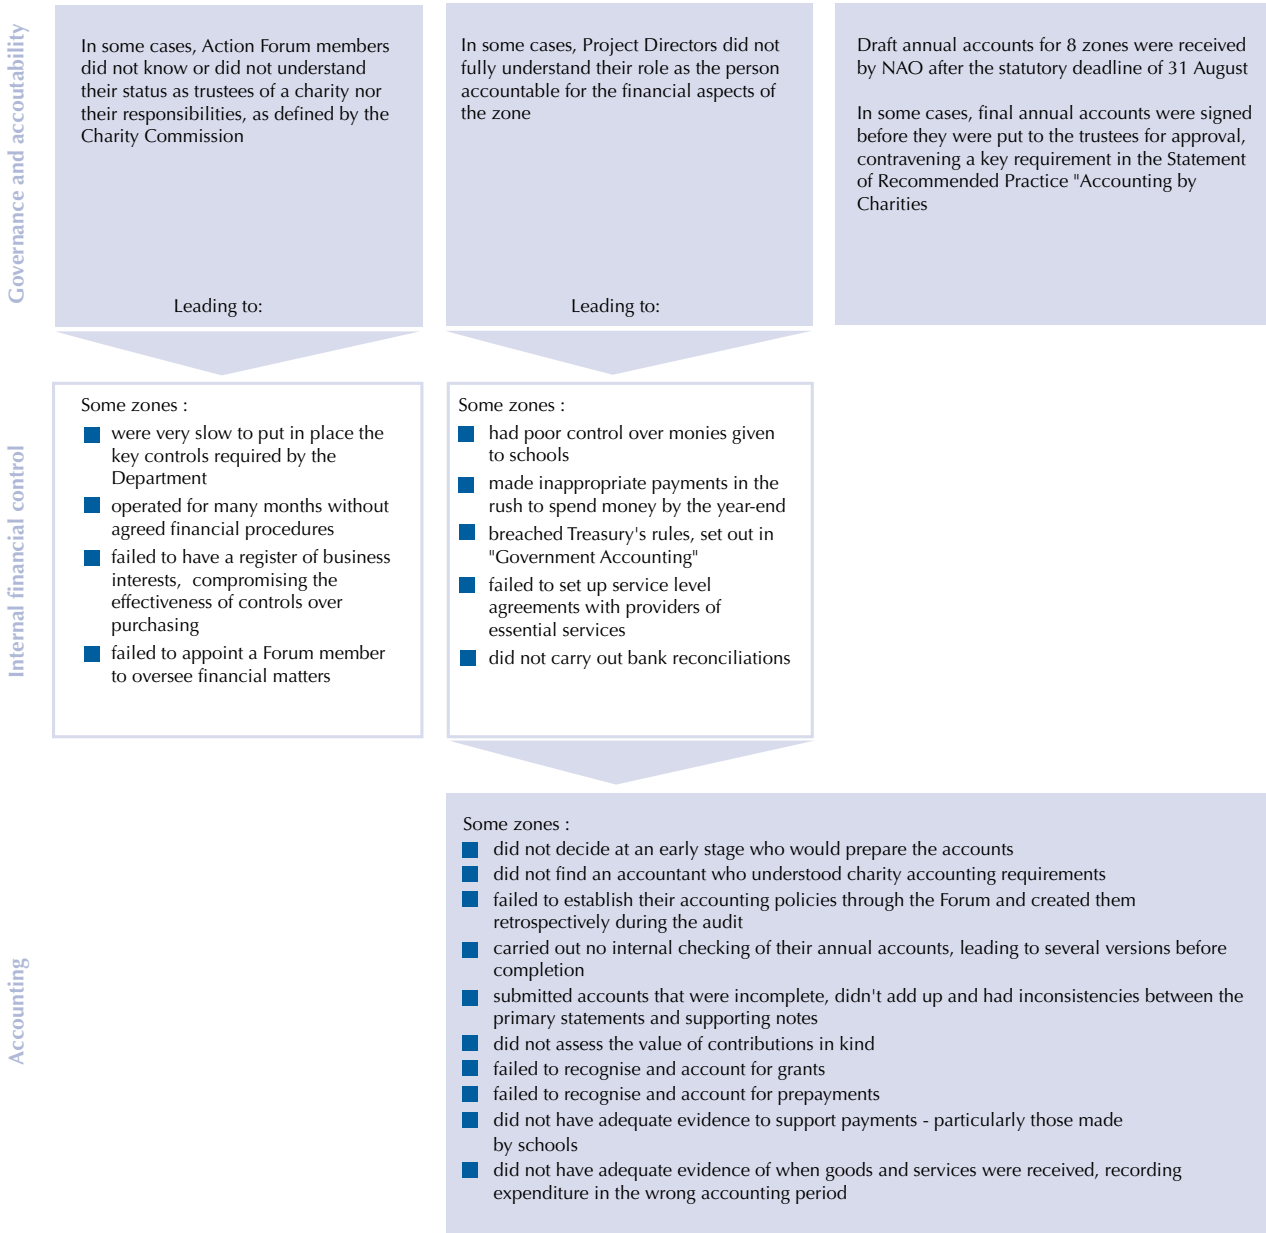 Governance and accoutability
In some cases, Action Forum members
did not know or did not understand
their status as trustees of a charity nor
their responsibilities, as defined by the
Charity Commission
Leading to:
In some cases, Project Directors did not
fully understand their role as the person
accountable for the financial aspects of
the zone
Leading to:
Draft annual accounts for 8 zones were received
by NAO after the statutory deadline of 31 August
In some cases, final annual accounts were signed
before they were put to the trustees for approval,
contravening a key requirement in the Statement
of Recommended Practice "Accounting by
Charities
Internal financial control
Some zones :
were very slow to put in place the
key controls required by the
Department
operated for many months without
agreed financial procedures
failed to have a register of business
interests, compromising the
effectiveness of controls over
purchasing
failed to appoint a Forum member
to oversee financial matters
Some zones :
had poor control over monies given
to schools
made inappropriate payments in the
rush to spend money by the year-end
breached Treasury's rules, set out in
"Government Accounting"
failed to set up service level
agreements with providers of
essential services
did not carry out bank reconciliations
Accounting
Some zones :
did not decide at an early stage who would prepare the accounts
did not find an accountant who understood charity accounting requirements
failed to establish their accounting policies through the Forum and created them
retrospectively during the audit
carried out no internal checking of their annual accounts, leading to several versions before
completion
submitted accounts that were incomplete, didn't add up and had inconsistencies between the
primary statements and supporting notes
did not assess the value of contributions in kind
failed to recognise and account for grants
failed to recognise and account for prepayments
did not have adequate evidence to support payments - particularly those made
by schools
did not have adequate evidence of when goods and services were received, recording
expenditure in the wrong accounting period